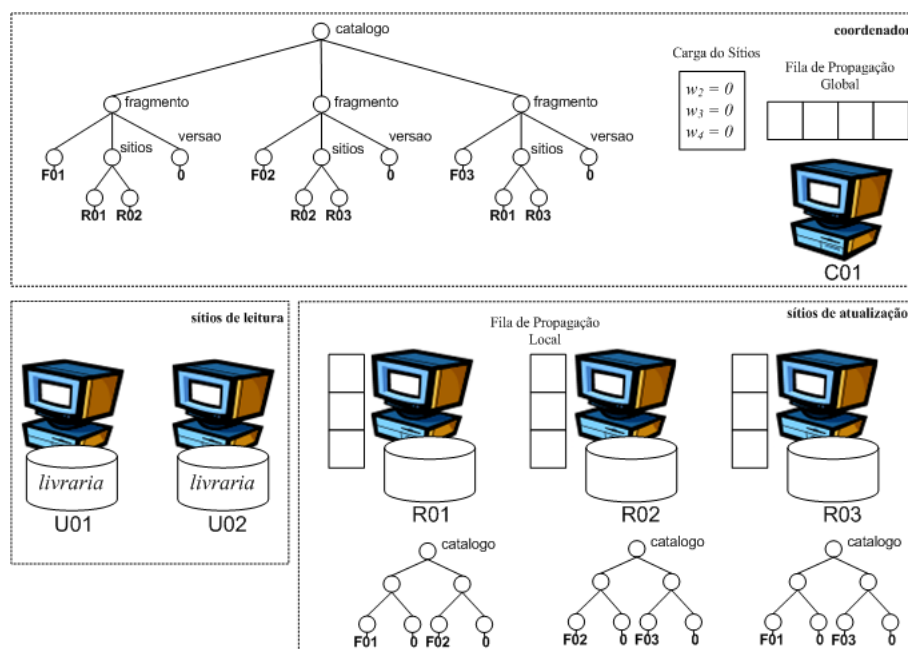 catalogo
coordenador
Carga do Sítios
w2 = 0
w3 = 0
w4 = 0
Fila de Propagação
Global
fragmento
fragmento
fragmento
sítios
versao
sítios
versao
sítios
versao
F01
0
F02
0
F03
0
R01
R02
R02
R03
R01
R03
C01
sítios de leitura
livraria
livraria
U01
U02
sítios de atualização
Fila de Propagação
Local
R01
R02
R03
catalogo
catalogo
catalogo
F01
0
F02
0
F02
0
F03
0
F01
0
F03
0